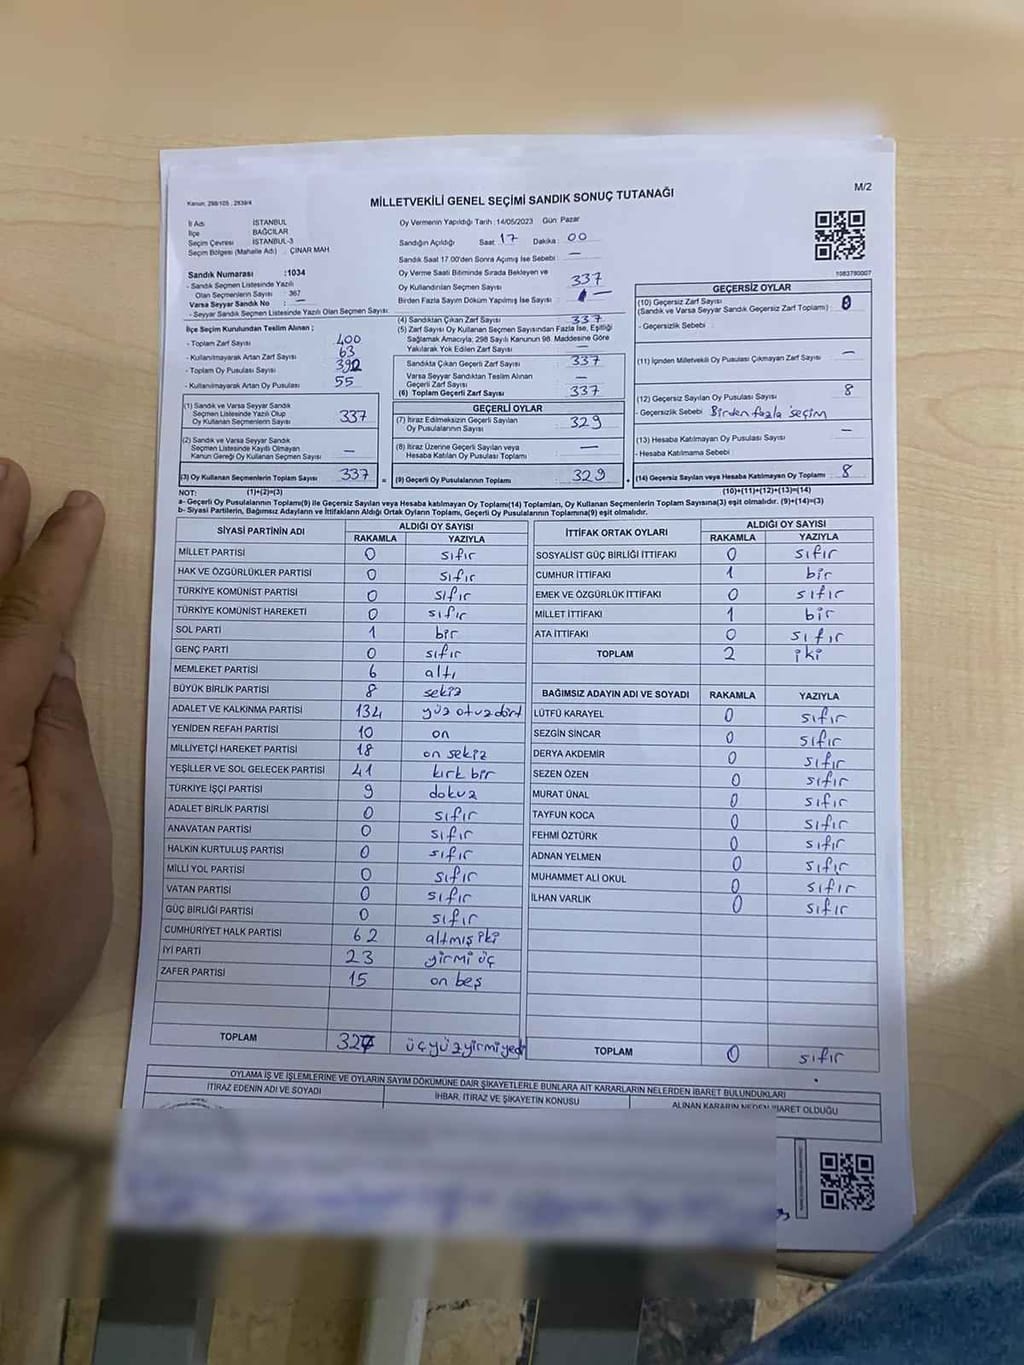 M/2
Kanun: 298/105 , 2839/4
MİLLETVEKİLİ GENEL SEÇİMİ SANDIK SONUÇ TUTANAĞI
İl Adı İSTANBUL
İlçe BAĞCILAR
Seçim Çevresi İSTANBUL-3
Seçim Bölgesi (Mahalle Adı) : ÇINAR MAH
Sandık Numarası :1034
- Sandık Seçmen Listesinde Yazılı
Olan Seçmenlerin Sayısı 367
Varsa Seyyar Sandık No : —
- Seyyar Sandık Seçmen Listesinde Yazılı Olan Seçmen Sayısı:
İlçe Seçim Kurulundan Teslim Alınan ;
- Toplam Zarf Sayısı 400
- Kullanılmayarak Artan Zarf Sayısı 63
- Toplam Oy Pusulası Sayısı 392
- Kullanılmayarak Artan Oy Pusulası 55
(1) Sandık ve Varsa Seyyar Sandık
Seçmen Listesinde Yazılı Olup
Oy Kullanan Seçmenlerin Sayısı 337
(2) Sandık ve Varsa Seyyar Sandık
Seçmen Listesinde Kayıtlı Olmayan
Kanun Gereği Oy Kullanan Seçmen Sayısı —
(3) Oy Kullanan Seçmenlerin Toplam Sayısı 337 =
Oy Vermenin Yapıldığı Tarih : 14/05/2023 Gün: Pazar
Sandığın Açıldığı Saat: 17 Dakika : 00
Sandık Saat 17.00'den Sonra Açılmış İse Sebebi: —
Oy Verme Saati Bitiminde Sırada Bekleyen ve
Oy Kullandırılan Seçmen Sayısı 337
Birden Fazla Sayım Döküm Yapılmış İse Sayısı : —
(4) Sandıktan Çıkan Zarf Sayısı 337
(5) Zarf Sayısı Oy Kullanan Seçmen Sayısından Fazla İse, Eşitliği
Sağlamak Amacıyla; 298 Sayılı Kanunun 98. Maddesine Göre
Yakılarak Yok Edilen Zarf Sayısı —
Sandıkta Çıkan Geçerli Zarf Sayısı : 337
Varsa Seyyar Sandıktan Teslim Alınan
Geçerli Zarf Sayısı —
(6) Toplam Geçerli Zarf Sayısı 337
GEÇERLİ OYLAR
(7) İtiraz Edilmeksizin Geçerli Sayılan
Oy Pusulalarının Sayısı 329
(8) İtiraz Üzerine Geçerli Sayılan veya
Hesaba Katılan Oy Pusulası Toplamı —
(9) Geçerli Oy Pusulalarının Toplamı 329 +
1083780007
GEÇERSİZ OYLAR
(10) Geçersiz Zarf Sayısı
(Sandık ve Varsa Seyyar Sandık Geçersiz Zarf Toplamı) : 0
- Geçersizlik Sebebi
(11) İçinden Milletvekili Oy Pusulası Çıkmayan Zarf Sayısı —
(12) Geçersiz Sayılan Oy Pusulası Sayısı 8
- Geçersizlik Sebebi Birden fazla seçim
(13) Hesaba Katılmayan Oy Pusulası Sayısı —
- Hesaba Katılmama Sebebi
(14) Geçersiz Sayılan veya Hesaba Katılmayan Oy Toplamı : 8
NOT: (1)+(2)=(3) (10)+(11)+(12)+(13)=(14)
a- Geçerli Oy Pusulalarının Toplamı(9) ile Geçersiz Sayılan veya Hesaba katılmayan Oy Toplamı(14) Toplamları, Oy Kullanan Seçmenlerin Toplam Sayısına(3) eşit olmalıdır. (9)+(14)=(3)
b- Siyasi Partilerin, Bağımsız Adayların ve İttifakların Aldığı Ortak Oyların Toplamı, Geçerli Oy Pusulalarının Toplamına(9) eşit olmalıdır.
SİYASİ PARTİNİN ADI ALDIĞI OY SAYISI
RAKAMLA YAZIYLA
MİLLET PARTİSİ 0 sıfır
HAK VE ÖZGÜRLÜKLER PARTİSİ 0 sıfır
TÜRKİYE KOMÜNİST PARTİSİ 0 sıfır
TÜRKİYE KOMÜNİST HAREKETİ 0 sıfır
SOL PARTİ 1 bir
GENÇ PARTİ 0 sıfır
MEMLEKET PARTİSİ 6 altı
BÜYÜK BİRLİK PARTİSİ 8 sekiz
ADALET VE KALKINMA PARTİSİ 134 yüz otuz dört
YENİDEN REFAH PARTİSİ 10 on
MİLLİYETÇİ HAREKET PARTİSİ 18 on sekiz
YEŞİLLER VE SOL GELECEK PARTİSİ 41 kırk bir
TÜRKİYE İŞÇİ PARTİSİ 9 dokuz
ADALET BİRLİK PARTİSİ 0 sıfır
ANAVATAN PARTİSİ 0 sıfır
HALKIN KURTULUŞ PARTİSİ 0 sıfır
MİLLİ YOL PARTİSİ 0 sıfır
VATAN PARTİSİ 0 sıfır
GÜÇ BİRLİĞİ PARTİSİ 0 sıfır
CUMHURİYET HALK PARTİSİ 62 altmış iki
İYİ PARTİ 23 yirmi üç
ZAFER PARTİSİ 15 on beş
TOPLAM 327 üçyüzyirmiyedi
İTTİFAK ORTAK OYLARI ALDIĞI OY SAYISI
RAKAMLA YAZIYLA
SOSYALİST GÜÇ BİRLİĞİ İTTİFAKI 0 sıfır
CUMHUR İTTİFAKI 1 bir
EMEK VE ÖZGÜRLÜK İTTİFAKI 0 sıfır
MİLLET İTTİFAKI 1 bir
ATA İTTİFAKI 0 sıfır
TOPLAM 2 iki
BAĞIMSIZ ADAYIN ADI VE SOYADI RAKAMLA YAZIYLA
LÜTFÜ KARAYEL 0 sıfır
SEZGİN SİNCAR 0 sıfır
DERYA AKDEMİR 0 sıfır
SEZEN ÖZEN 0 sıfır
MURAT ÜNAL 0 sıfır
TAYFUN KOCA 0 sıfır
FEHMİ ÖZTÜRK 0 sıfır
ADNAN YELMEN 0 sıfır
MUHAMMET ALİ OKUL 0 sıfır
İLHAN VARLIK 0 sıfır
TOPLAM 0 sıfır
OYLAMA İŞ VE İŞLEMLERİNE VE OYLARIN SAYIM DÖKÜMÜNE DAİR ŞİKAYETLERLE BUNLARA AİT KARARLARIN NELERDEN İBARET BULUNDUKLARI
İTİRAZ EDENİN ADI VE SOYADI İHBAR, İTİRAZ VE ŞİKAYETİN KONUSU ALINAN KARARIN NEDEN İBARET OLDUĞU